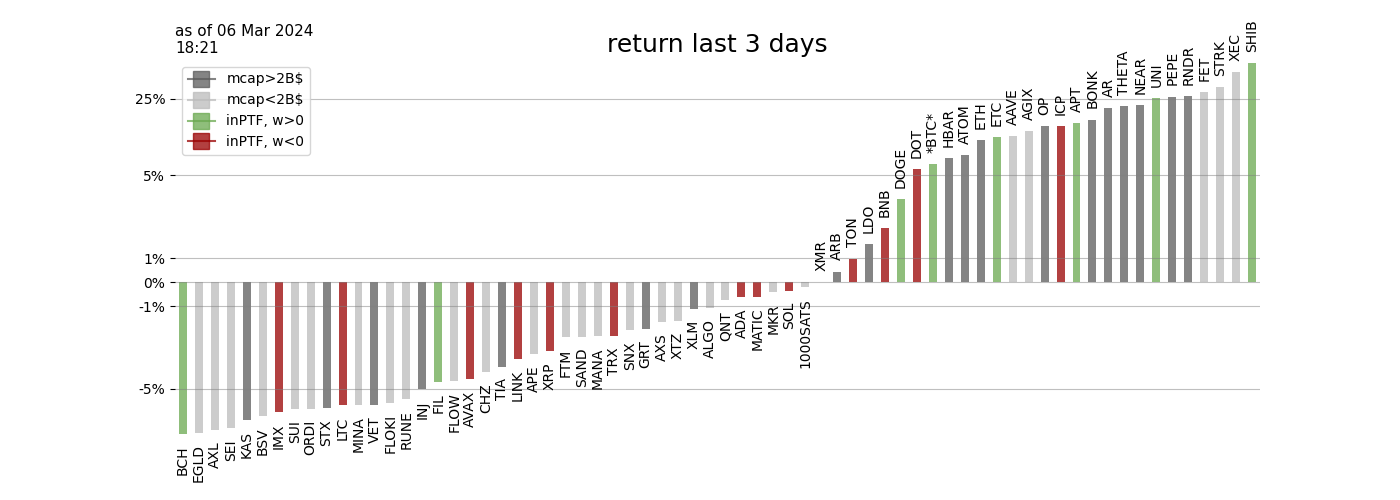 as of 06 Mar 2024
18:21
return last 3 days
mcap>2B$
mcap<2B$
inPTF, w>0
inPTF, w<0
25%
5%
1%
0%
-1%
-5%
BCH
EGLD
AXL
SEI
KAS
BSV
IMX
SUI
ORDI
STX
LTC
MINA
VET
FLOKI
RUNE
INJ
FIL
FLOW
AVAX
CHZ
TIA
LINK
APE
XRP
FTM
SAND
MANA
TRX
SNX
GRT
AXS
XTZ
XLM
ALGO
QNT
ADA
MATIC
MKR
SOL
1000SATS
XMR
ARB
TON
LDO
BNB
DOGE
DOT
*BTC*
HBAR
ATOM
ETH
ETC
AAVE
AGIX
OP
ICP
APT
BONK
AR
THETA
NEAR
UNI
PEPE
RNDR
FET
STRK
XEC
SHIB